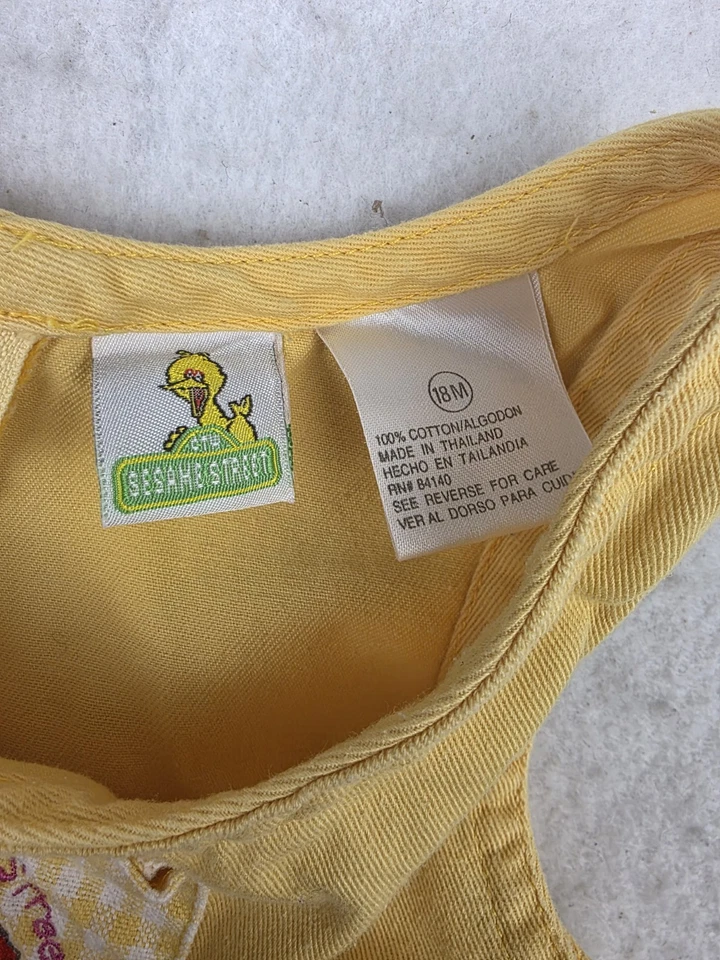 123
SESAME STREET
18M
100% COTTON/ALGODON
MADE IN THAILAND
HECHO EN TAILANDIA
RN# 84140
SEE REVERSE FOR CARE
VER AL DORSO PARA